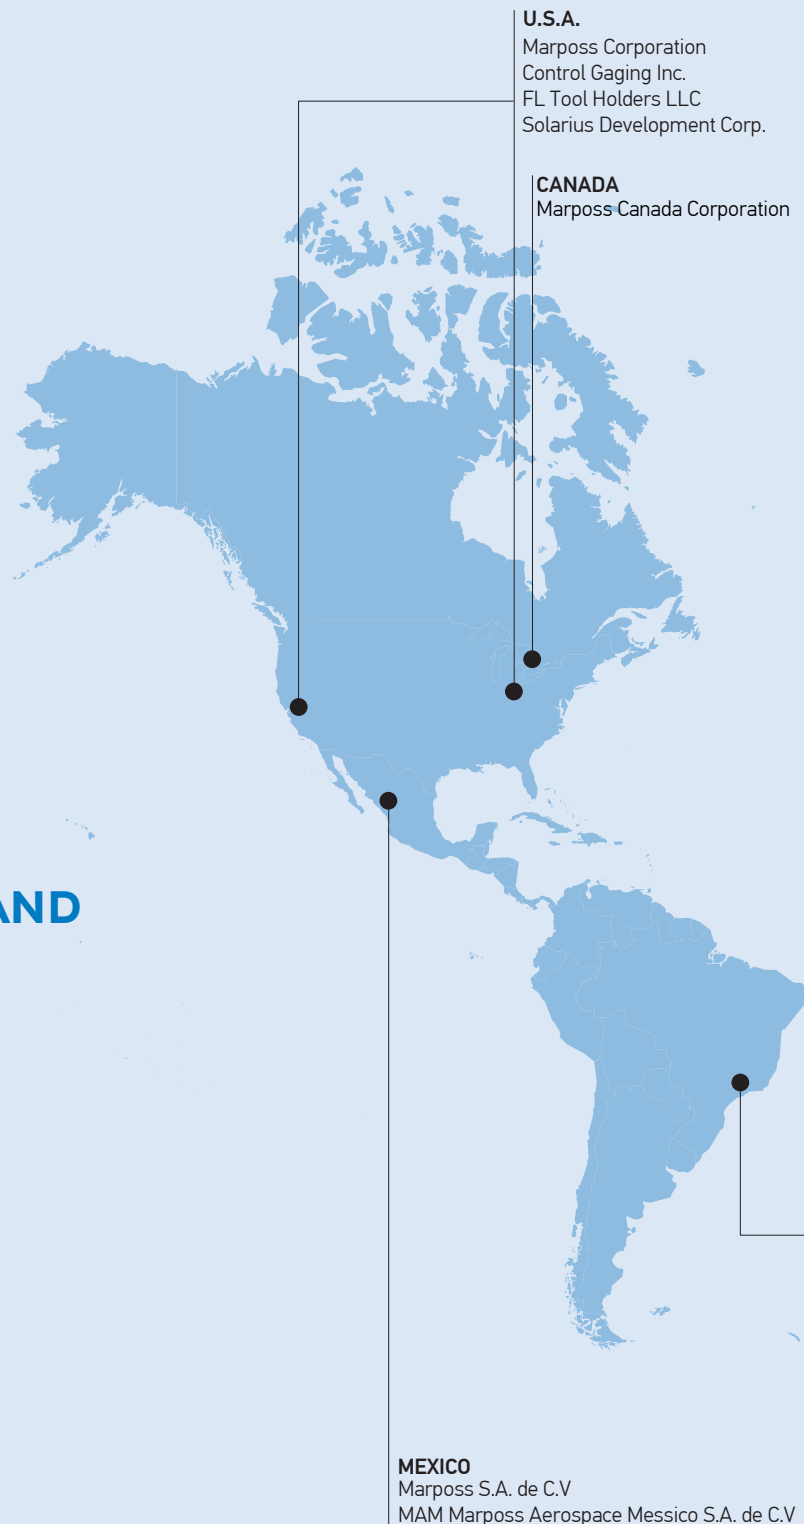 U.S.A.
Marposs Corporation
Control Gaging Inc.
FL Tool Holders LLC
Solarius Development Corp.
CANADA
Marposs Canada Corporation
AND
MEXICO
Marposs S.A. de C.V
MAM Marposs Aerospace Messico S.A. de C.V